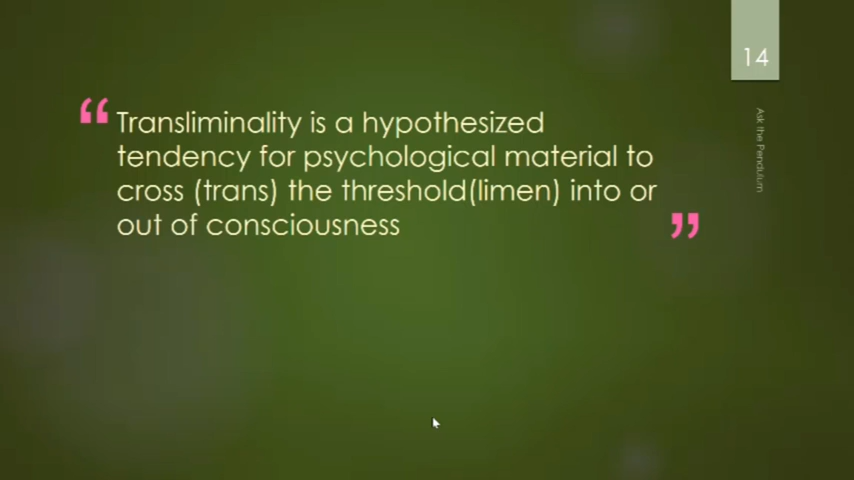 14
“Transliminality is a hypothesized
tendency for psychological material to
cross (trans) the threshold(limen) into or
out of consciousness”
Ask the Pendulum